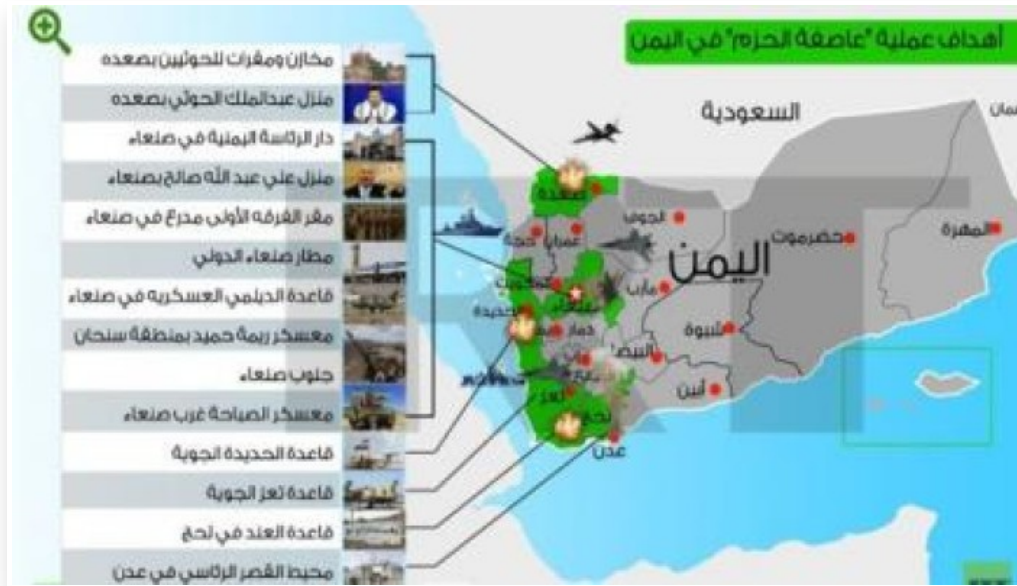 أهداف عملية "عاصفة الحزم" في اليمن
مخازن ومقرات للحوثيين بصعده
منزل عبدالملك الحوثي بصعده
دار الرئاسة اليمنية في صنعاء
منزل علي عبد الله صالح بصنعاء
مقر الفرقه الأولى مدرع في صنعاء
مطار صنعاء الدولي
قاعدة الديلمي العسكريه في صنعاء
معسكر ريمة حميد بمنطقة سنحان
جنوب صنعاء
معسكر الصباحة غرب صنعاء
قاعدة الحديدة الجوية
قاعدة تعز الجوية
قاعدة العند في لحج
محيط القصر الرئاسي في عدن
السعودية
صعدة
الجوف
عمران
حجة
حضرموت
المهرة
اليمن
مأرب
الحديدة
ذمار
شبوة
البيضا
أبين
تعز
لحج
عدن